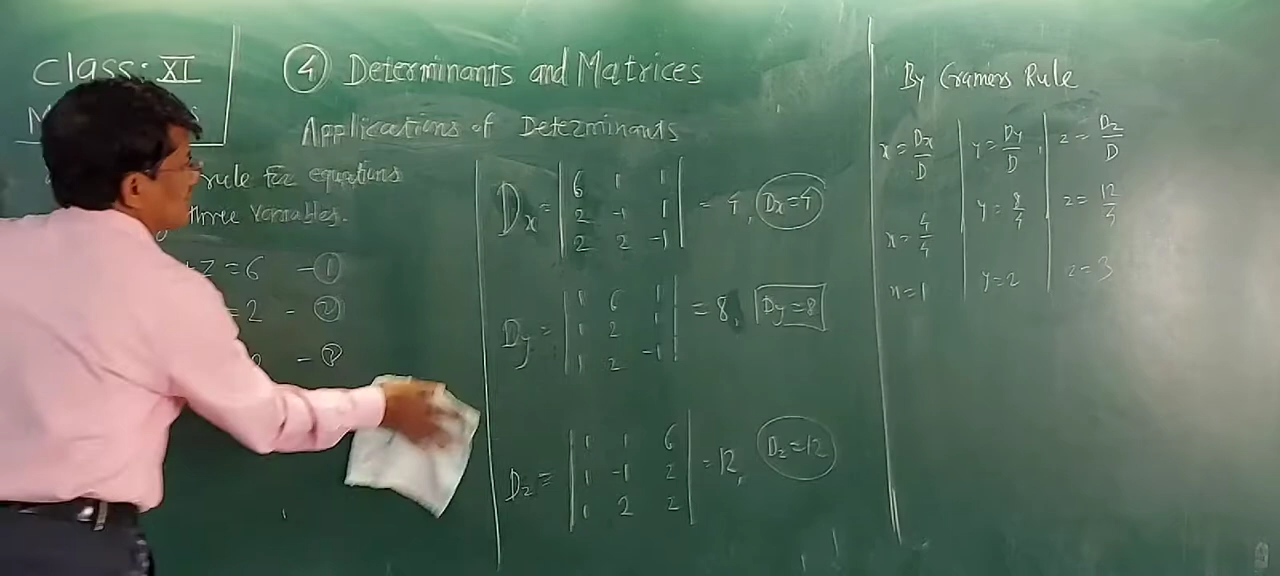 Class: XI
④ Determinants and Matrices
Applications of Determinants
rule for equations
three variables.
+z = 6 - ①
= 2 - ②
- ③
Dx = | 6 1 1 |
| 2 -1 1 | = 4, Dx=4
| 2 2 -1 |
Dy = | 1 6 1 |
| 1 2 1 | = 8, Dy=8
| 1 2 -1 |
Dz = | 1 1 6 |
| 1 -1 2 | = 12, Dz=12
| 1 2 2 |
By Cramer's Rule
x = Dx/D | y = Dy/D, | z = Dz/D
x = 4/4 | y = 8/4 | z = 12/4
x = 1 | y = 2 | z = 3